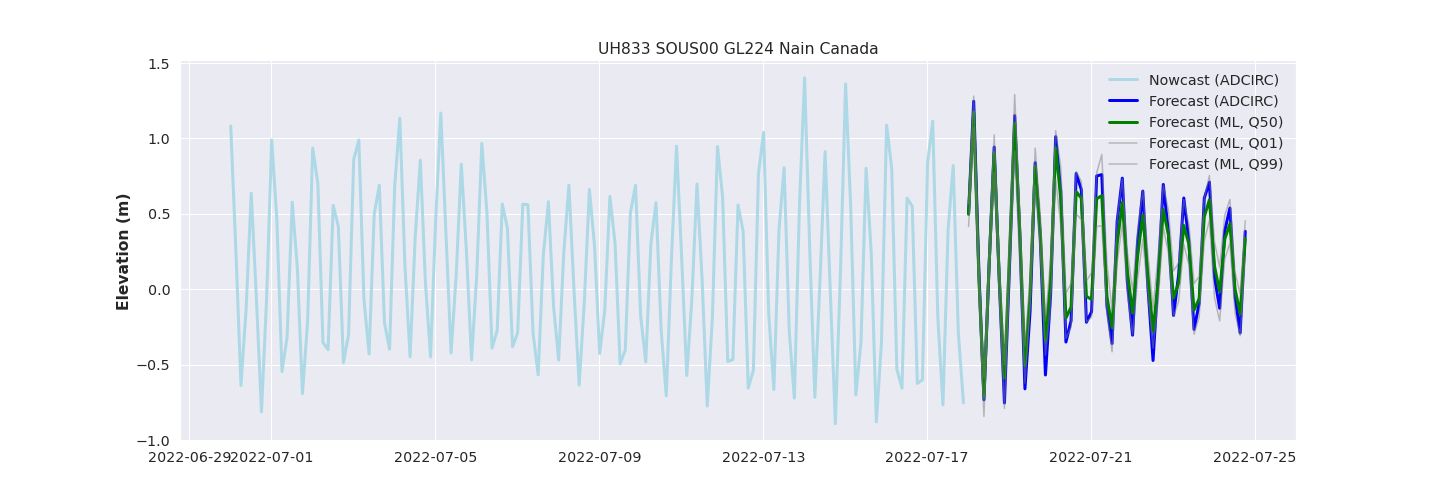 UH833 SOUS00 GL224 Nain Canada
Elevation (m)
1.5
1.0
0.5
0.0
−0.5
−1.0
2022-06-29
2022-07-01
2022-07-05
2022-07-09
2022-07-13
2022-07-17
2022-07-21
2022-07-25
Nowcast (ADCIRC)
Forecast (ADCIRC)
Forecast (ML, Q50)
Forecast (ML, Q01)
Forecast (ML, Q99)